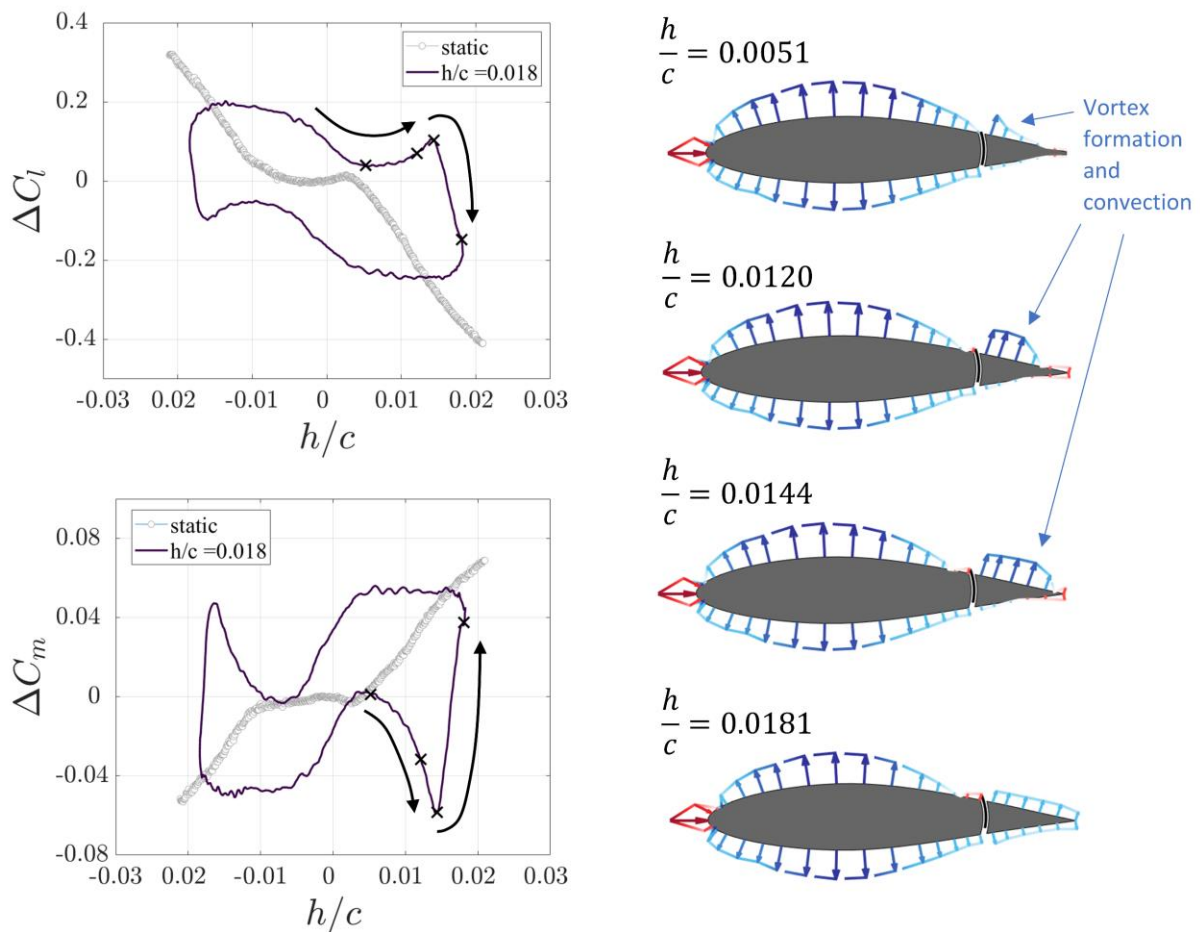 0.4
0.2
0
-0.2
-0.4
ΔC_l
static
h/c =0.018
-0.03 0.02 -0.01 0 0.01 0.02 0.03
h/c
0.08
0.04
0
-0.04
-0.08
ΔC_m
static
h/c =0.018
-0.03 0.02 -0.01 0 0.01 0.02 0.03
h/c
h/c = 0.0051
Vortex
formation
and
convection
h/c = 0.0120
h/c = 0.0144
h/c = 0.0181